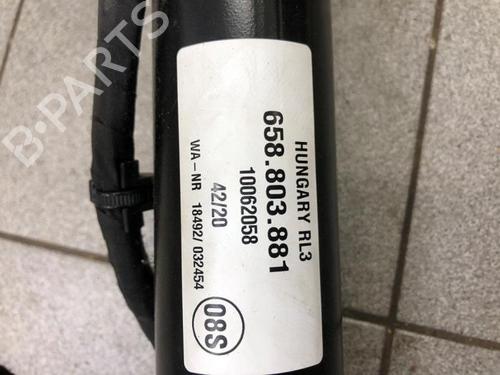 HUNGARY RL3
658.803.881
10062058
42/20
WA-NR 18492/ 032454
08S
B-PARTS